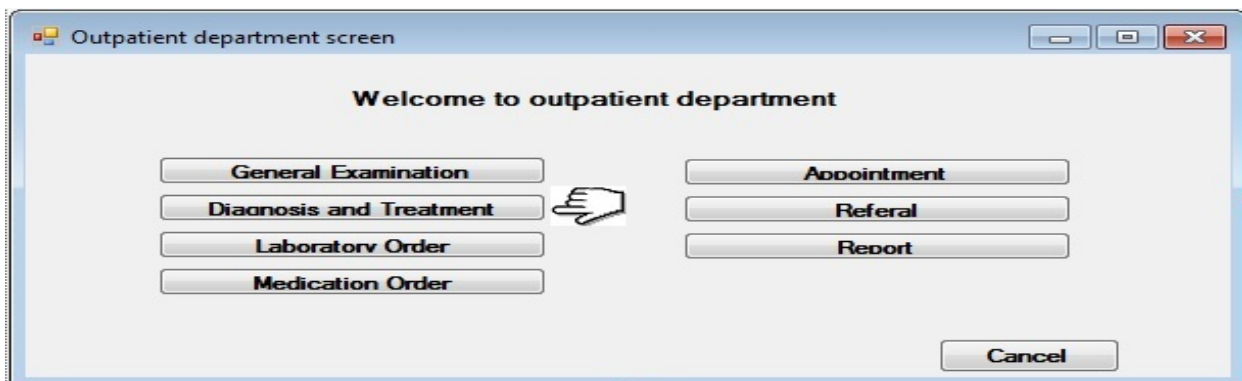 Outpatient department screen
Welcome to outpatient department
General Examination
Diagnosis and Treatment
Laboratory Order
Medication Order
Appointment
Referal
Report
Cancel